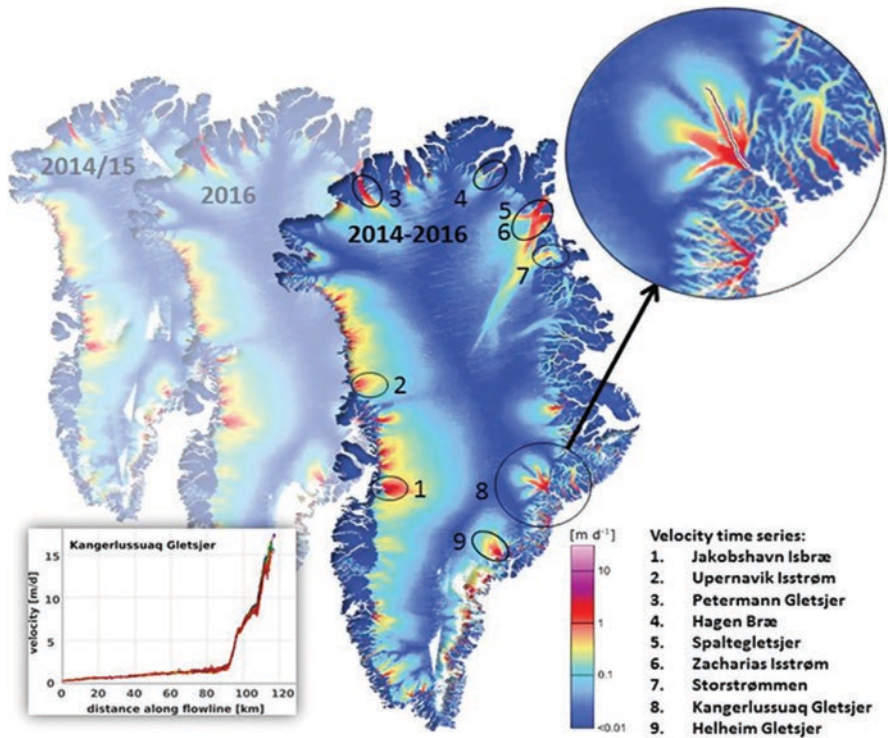 2014/15
2016
2014-2016
3
4
5
6
7
2
1
8
9
Kangerlussuaq Gletsjer
velocity [m/d]
15
10
5
0
0 20 40 60 80 100 120
distance along flowline [km]
[m d⁻¹]
10
1
0.1
<0.01
Velocity time series:
1. Jakobshavn Isbræ
2. Upernavik Isstrøm
3. Petermann Gletsjer
4. Hagen Bræ
5. Spaltegletsjer
6. Zacharias Isstrøm
7. Storstrømmen
8. Kangerlussuaq Gletsjer
9. Helheim Gletsjer